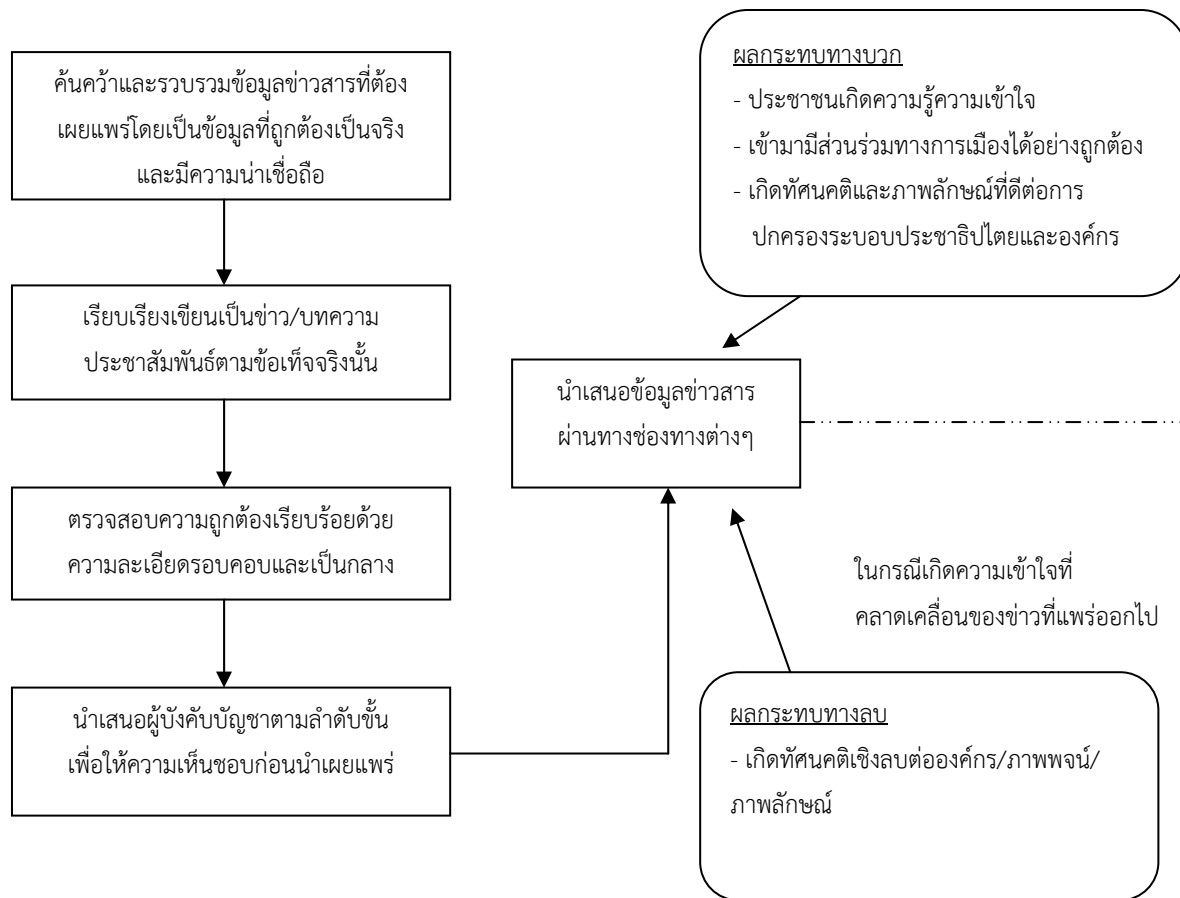 ค้นคว้าและรวบรวมข้อมูลข่าวสารที่ต้อง
เผยแพร่โดยเป็นข้อมูลที่ถูกต้องเป็นจริง
และมีความน่าเชื่อถือ
เรียบเรียงเขียนเป็นข่าว/บทความ
ประชาสัมพันธ์ตามข้อเท็จจริงนั้น
ตรวจสอบความถูกต้องเรียบร้อยด้วย
ความละเอียดรอบคอบและเป็นกลาง
นำเสนอผู้บังคับบัญชาตามลำดับขั้น
เพื่อให้ความเห็นชอบก่อนนำเผยแพร่
นำเสนอข้อมูลข่าวสาร
ผ่านทางช่องทางต่างๆ
ผลกระทบทางบวก
- ประชาชนเกิดความรู้ความเข้าใจ
- เข้ามามีส่วนร่วมทางการเมืองได้อย่างถูกต้อง
- เกิดทัศนคติและภาพลักษณ์ที่ดีต่อการ
ปกครองระบอบประชาธิปไตยและองค์กร
ในกรณีเกิดความเข้าใจที่
คลาดเคลื่อนของข่าวที่แพร่ออกไป
ผลกระทบทางลบ
- เกิดทัศนคติเชิงลบต่อองค์กร/ภาพพจน์/
ภาพลักษณ์